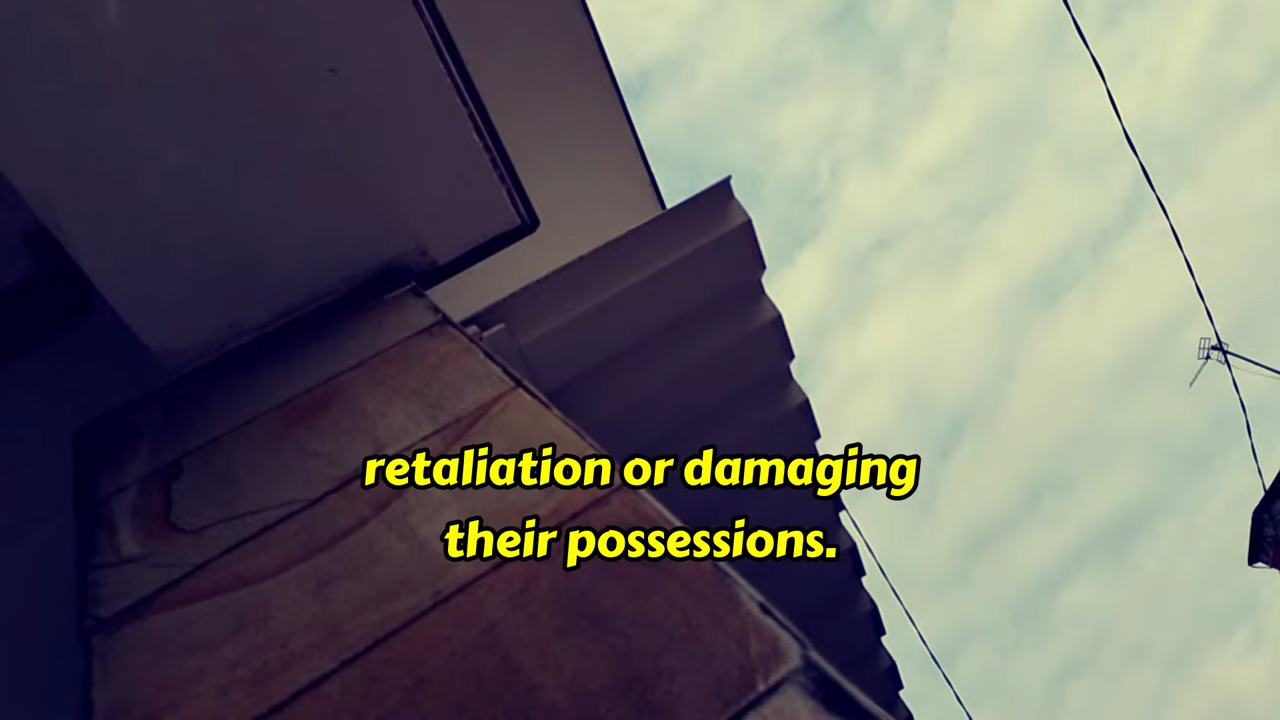 retaliation or damaging
their possessions.